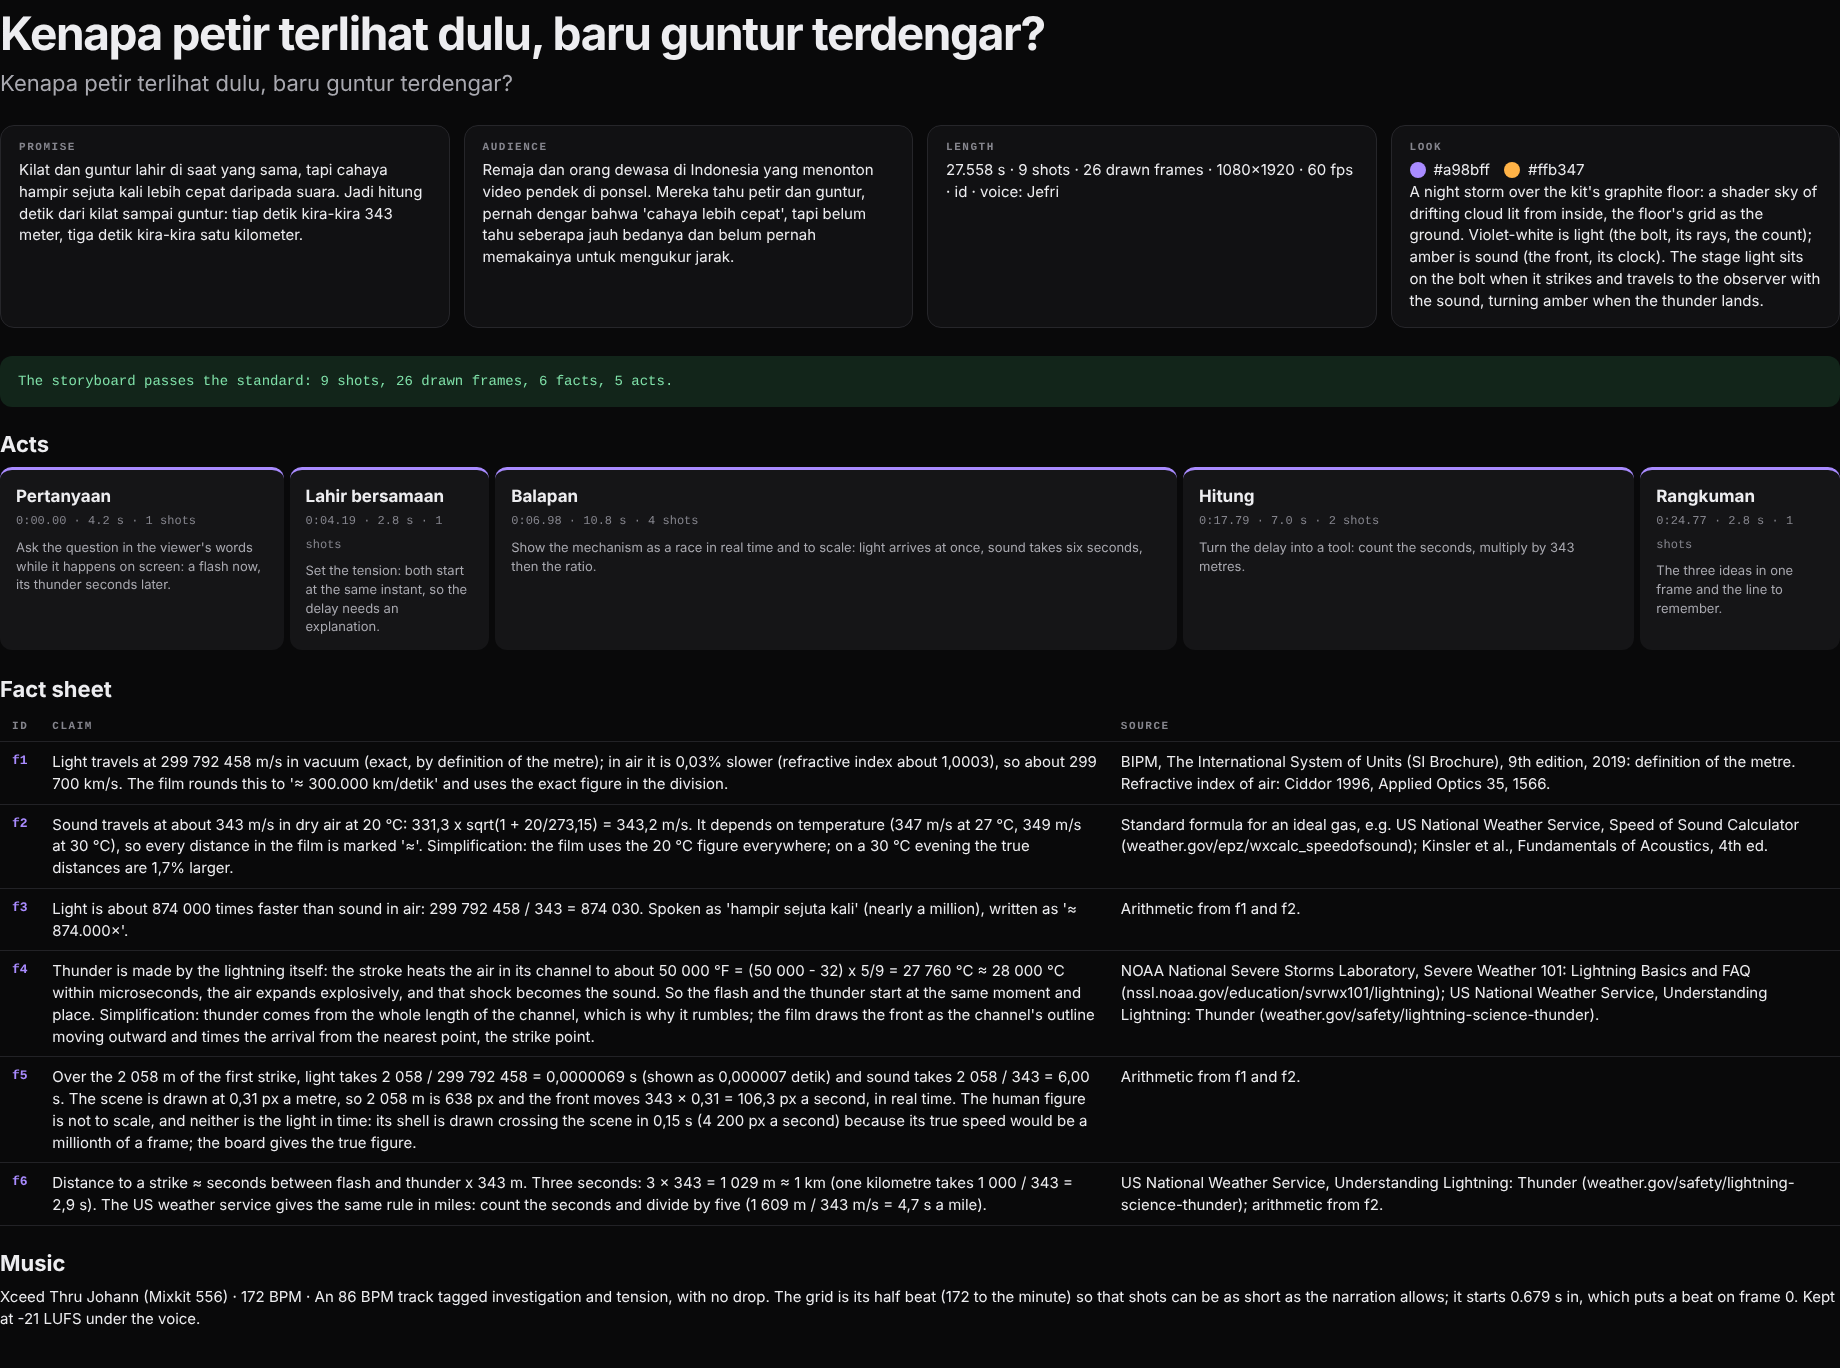 Kenapa petir terlihat dulu, baru guntur terdengar?
Kenapa petir terlihat dulu, baru guntur terdengar?
PROMISE
Kilat dan guntur lahir di saat yang sama, tapi cahaya
hampir sejuta kali lebih cepat daripada suara. Jadi hitung
detik dari kilat sampai guntur: tiap detik kira-kira 343
meter, tiga detik kira-kira satu kilometer.
AUDIENCE
Remaja dan orang dewasa di Indonesia yang menonton
video pendek di ponsel. Mereka tahu petir dan guntur,
pernah dengar bahwa 'cahaya lebih cepat', tapi belum
tahu seberapa jauh bedanya dan belum pernah
memakainya untuk mengukur jarak.
LENGTH
27.558 s · 9 shots · 26 drawn frames · 1080×1920 · 60 fps
· id · voice: Jefri
LOOK
#a98bff #ffb347
A night storm over the kit's graphite floor: a shader sky of
drifting cloud lit from inside, the floor's grid as the
ground. Violet-white is light (the bolt, its rays, the count);
amber is sound (the front, its clock). The stage light sits
on the bolt when it strikes and travels to the observer with
the sound, turning amber when the thunder lands.
The storyboard passes the standard: 9 shots, 26 drawn frames, 6 facts, 5 acts.
Acts
Pertanyaan
0:00.00 · 4.2 s · 1 shots
Ask the question in the viewer's words
while it happens on screen: a flash now,
its thunder seconds later.
Lahir bersamaan
0:04.19 · 2.8 s · 1
shots
Set the tension: both start
at the same instant, so the
delay needs an
explanation.
Balapan
0:06.98 · 10.8 s · 4 shots
Show the mechanism as a race in real time and to scale: light arrives at once, sound takes six seconds,
then the ratio.
Hitung
0:17.79 · 7.0 s · 2 shots
Turn the delay into a tool: count the seconds, multiply by 343
metres.
Rangkuman
0:24.77 · 2.8 s · 1
shots
The three ideas in one
frame and the line to
remember.
Fact sheet
ID CLAIM SOURCE
f1 Light travels at 299 792 458 m/s in vacuum (exact, by definition of the metre); in air it is 0,03% slower (refractive index about 1,0003), so about 299
700 km/s. The film rounds this to '≈ 300.000 km/detik' and uses the exact figure in the division.
BIPM, The International System of Units (SI Brochure), 9th edition, 2019: definition of the metre.
Refractive index of air: Ciddor 1996, Applied Optics 35, 1566.
f2 Sound travels at about 343 m/s in dry air at 20 °C: 331,3 x sqrt(1 + 20/273,15) = 343,2 m/s. It depends on temperature (347 m/s at 27 °C, 349 m/s
at 30 °C), so every distance in the film is marked '≈'. Simplification: the film uses the 20 °C figure everywhere; on a 30 °C evening the true
distances are 1,7% larger.
Standard formula for an ideal gas, e.g. US National Weather Service, Speed of Sound Calculator
(weather.gov/epz/wxcalc_speedofsound); Kinsler et al., Fundamentals of Acoustics, 4th ed.
f3 Light is about 874 000 times faster than sound in air: 299 792 458 / 343 = 874 030. Spoken as 'hampir sejuta kali' (nearly a million), written as '≈
874.000×'.
Arithmetic from f1 and f2.
f4 Thunder is made by the lightning itself: the stroke heats the air in its channel to about 50 000 °F = (50 000 - 32) x 5/9 = 27 760 °C ≈ 28 000 °C
within microseconds, the air expands explosively, and that shock becomes the sound. So the flash and the thunder start at the same moment and
place. Simplification: thunder comes from the whole length of the channel, which is why it rumbles; the film draws the front as the channel's outline
moving outward and times the arrival from the nearest point, the strike point.
NOAA National Severe Storms Laboratory, Severe Weather 101: Lightning Basics and FAQ
(nssl.noaa.gov/education/svrwx101/lightning); US National Weather Service, Understanding
Lightning: Thunder (weather.gov/safety/lightning-science-thunder).
f5 Over the 2 058 m of the first strike, light takes 2 058 / 299 792 458 = 0,0000069 s (shown as 0,000007 detik) and sound takes 2 058 / 343 = 6,00
s. The scene is drawn at 0,31 px a metre, so 2 058 m is 638 px and the front moves 343 × 0,31 = 106,3 px a second, in real time. The human figure
is not to scale, and neither is the light in time: its shell is drawn crossing the scene in 0,15 s (4 200 px a second) because its true speed would be a
millionth of a frame; the board gives the true figure.
Arithmetic from f1 and f2.
f6 Distance to a strike ≈ seconds between flash and thunder x 343 m. Three seconds: 3 × 343 = 1 029 m ≈ 1 km (one kilometre takes 1 000 / 343 =
2,9 s). The US weather service gives the same rule in miles: count the seconds and divide by five (1 609 m / 343 m/s = 4,7 s a mile).
US National Weather Service, Understanding Lightning: Thunder (weather.gov/safety/lightning-
science-thunder); arithmetic from f2.
Music
Xceed Thru Johann (Mixkit 556) · 172 BPM · An 86 BPM track tagged investigation and tension, with no drop. The grid is its half beat (172 to the minute) so that shots can be as short as the narration allows; it starts 0.679 s in, which puts a beat on frame 0. Kept
at -21 LUFS under the voice.